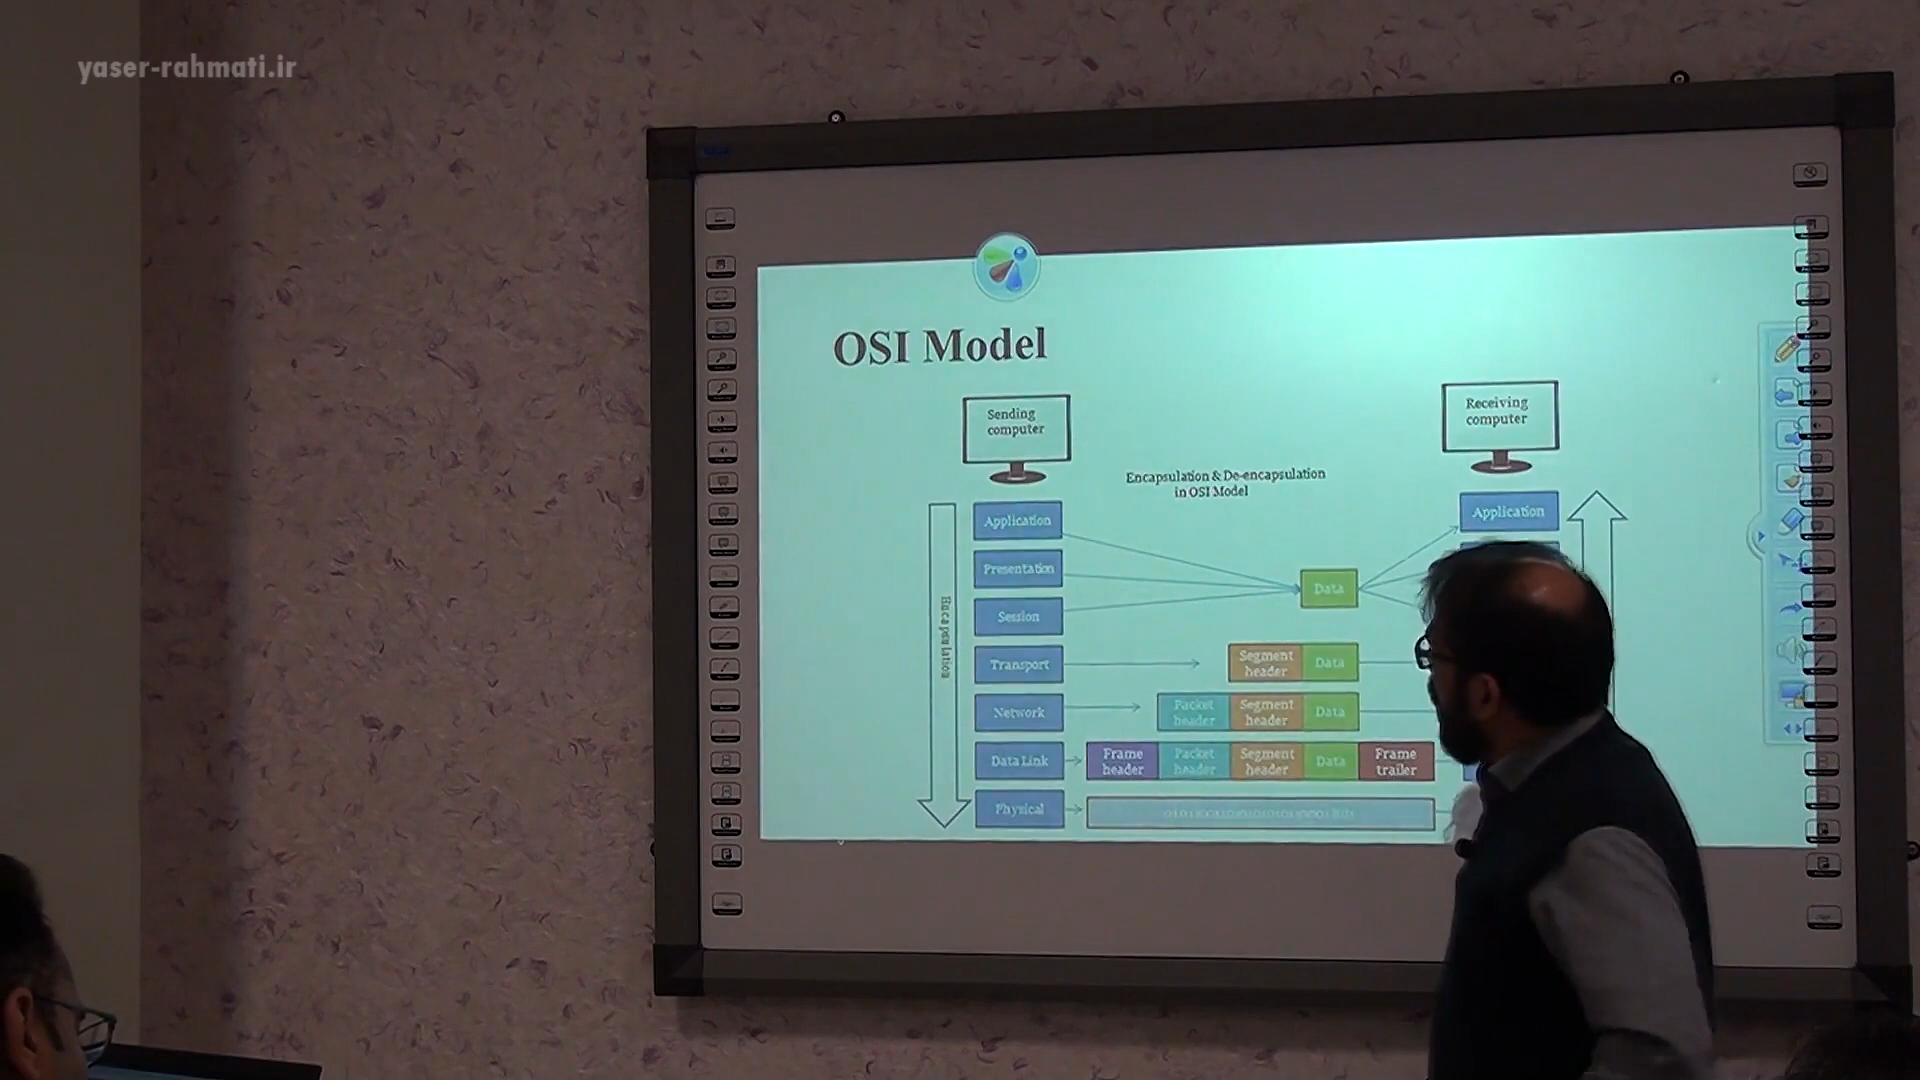 yaser-rahmati.ir
OSI Model
Sending
computer
Receiving
computer
Encapsulation & De-encapsulation
in OSI Model
Application
Application
Presentation
Data
Session
Encapsulation
Transport
Segment
header
Data
Network
Packet
header
Segment
header
Data
Data Link
Frame
header
Packet
header
Segment
header
Data
Frame
trailer
Physical